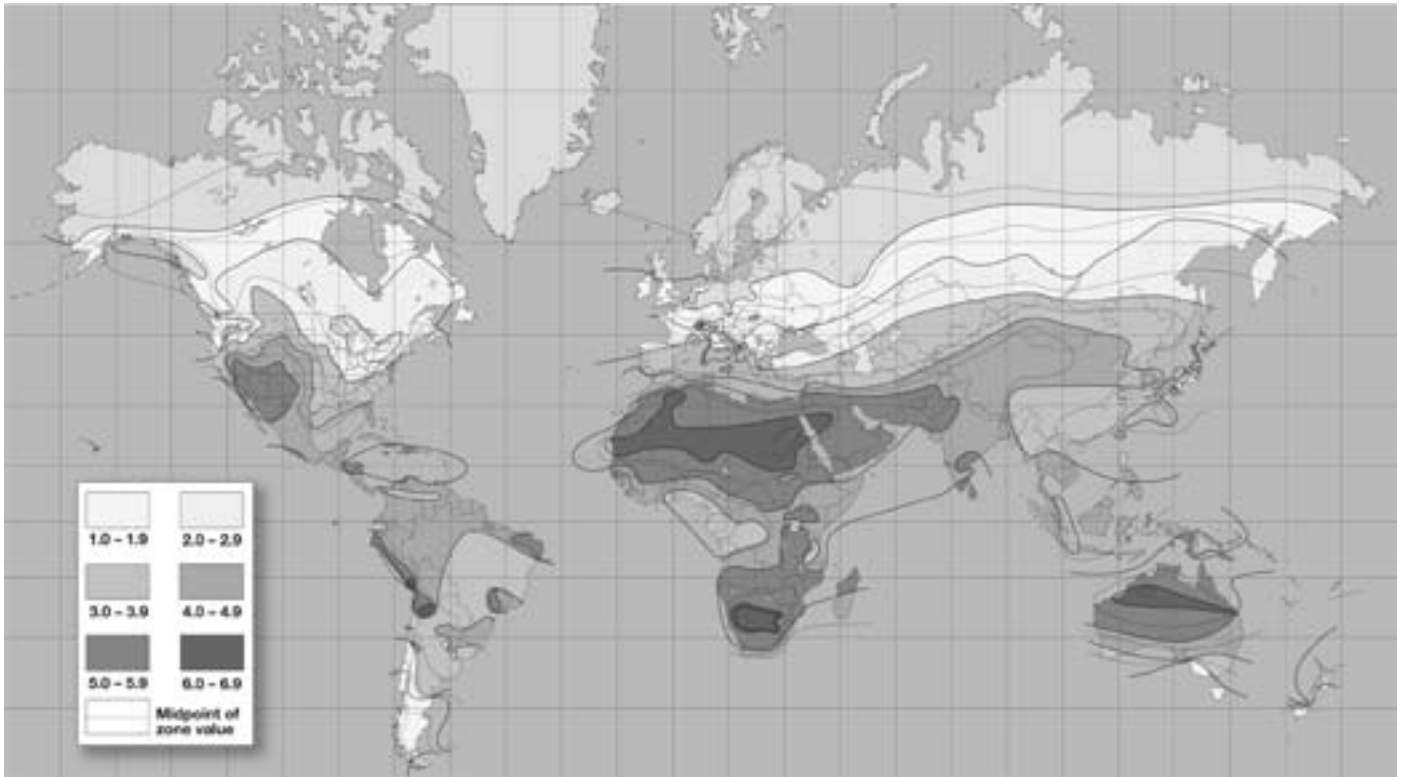 1.0 – 1.9 2.0 – 2.9
3.0 – 3.9 4.0 – 4.9
5.0 – 5.9 6.0 – 6.9
Midpoint of
zone value